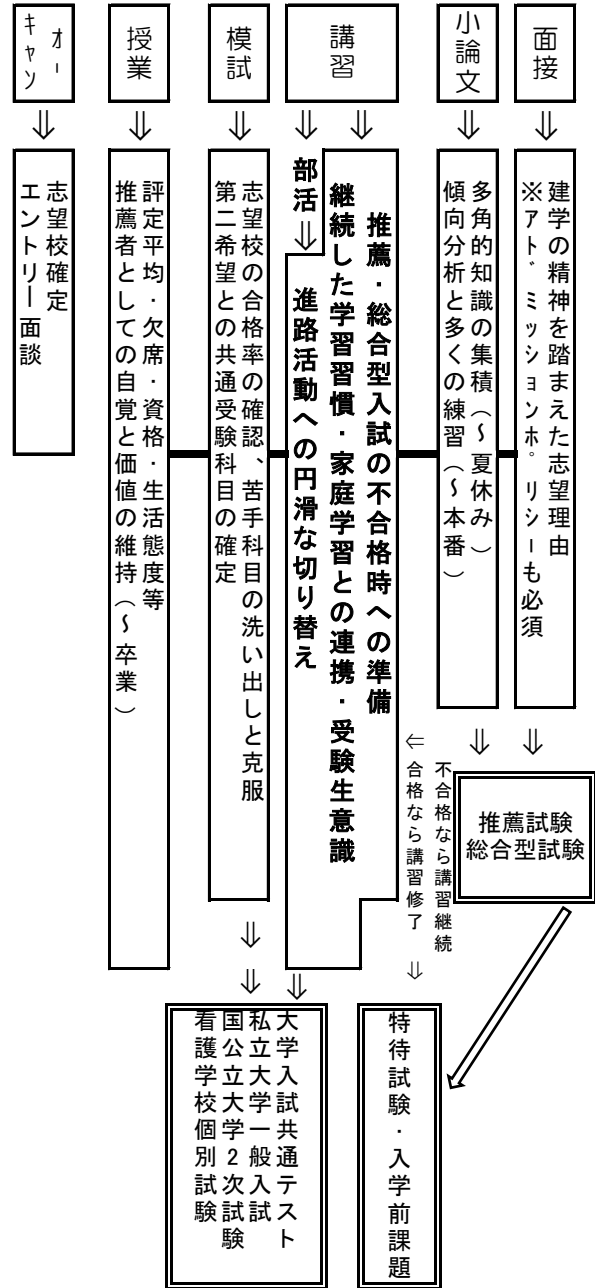 面接
⇓
建学の精神を踏まえた志望理由
※アドミッションポリシーも必須
⇓
小論文
⇓
多角的知識の集積（～夏休み）
傾向分析と多くの練習（～本番）
⇓
推薦試験
総合型試験
講習
⇓
⇓
推薦・総合型入試の不合格時への準備
継続した学習習慣・家庭学習との連携・受験生意識
部活⇓　進路活動への円滑な切り替え
不合格なら講習継続
⇐合格なら講習修了⇓
模試
⇓
志望校の合格率の確認、苦手科目の洗い出しと克服
第二希望との共通受験科目の確定
⇓
⇓
⇓
授業
⇓
評定平均・欠席・資格・生活態度等
推薦者としての自覚と価値の維持（～卒業）
オー
キャン
⇓
志望校確定
エントリー面談
特待試験・入学前課題
大学入試共通テスト
私立大学一般入試
国公立大学2次試験
看護学校個別試験